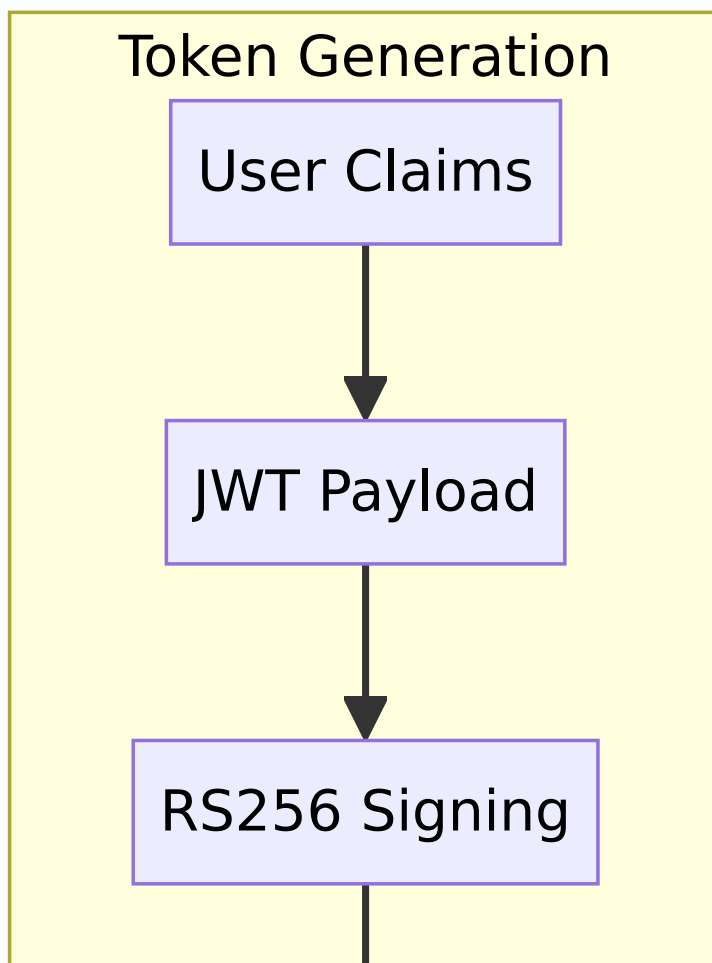 Token Generation
User Claims
JWT Payload
RS256 Signing